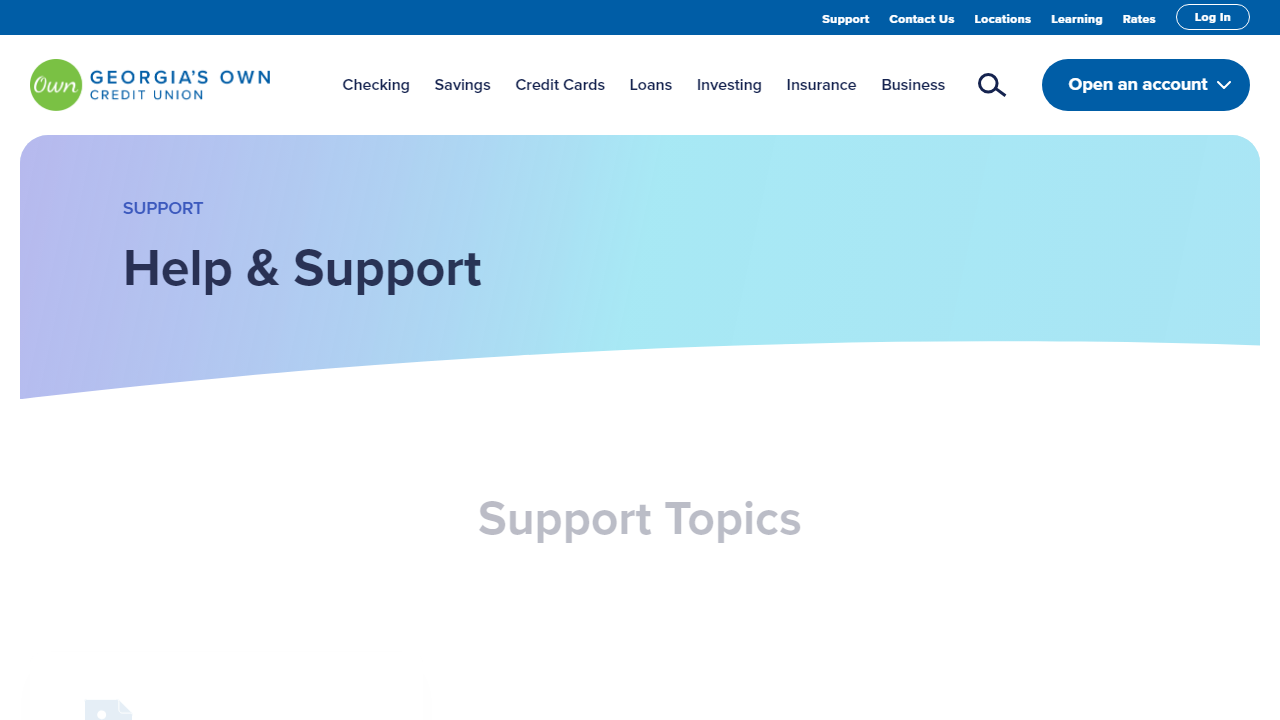 Support Contact Us Locations Learning Rates Log In
Own GEORGIA'S OWN
CREDIT UNION
Checking Savings Credit Cards Loans Investing Insurance Business Open an account
SUPPORT
Help & Support
Support Topics